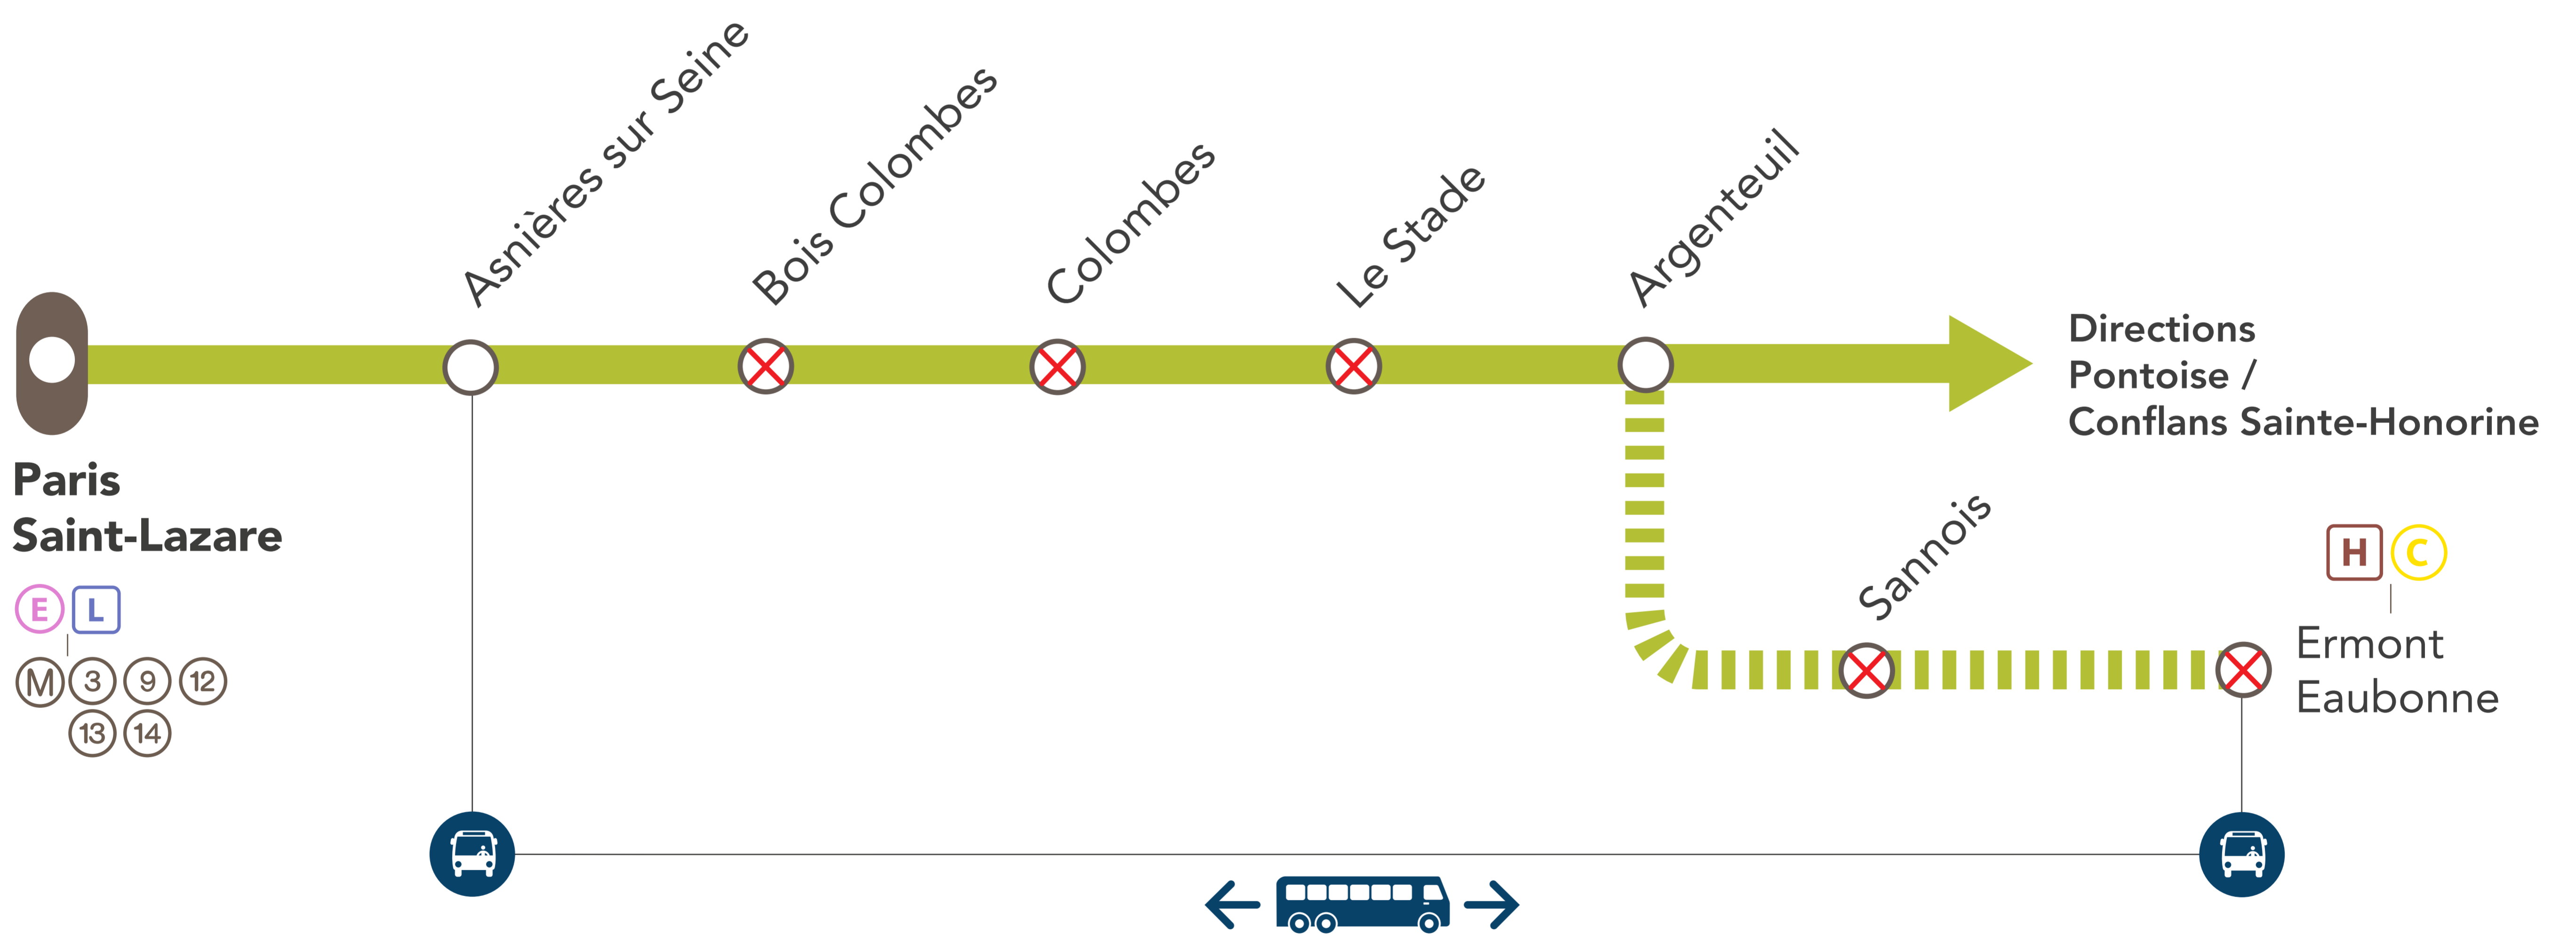 Asnières sur Seine
Bois Colombes
Colombes
Le Stade
Argenteuil
Directions
Pontoise /
Conflans Sainte-Honorine
Paris
Saint-Lazare
E L
M 3 9 12
13 14
Sannois
H C
Ermont
Eaubonne